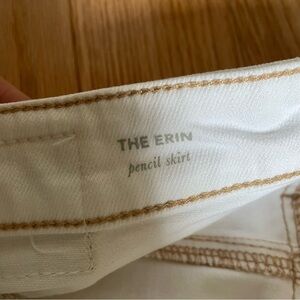 THE ERIN
pencil skirt